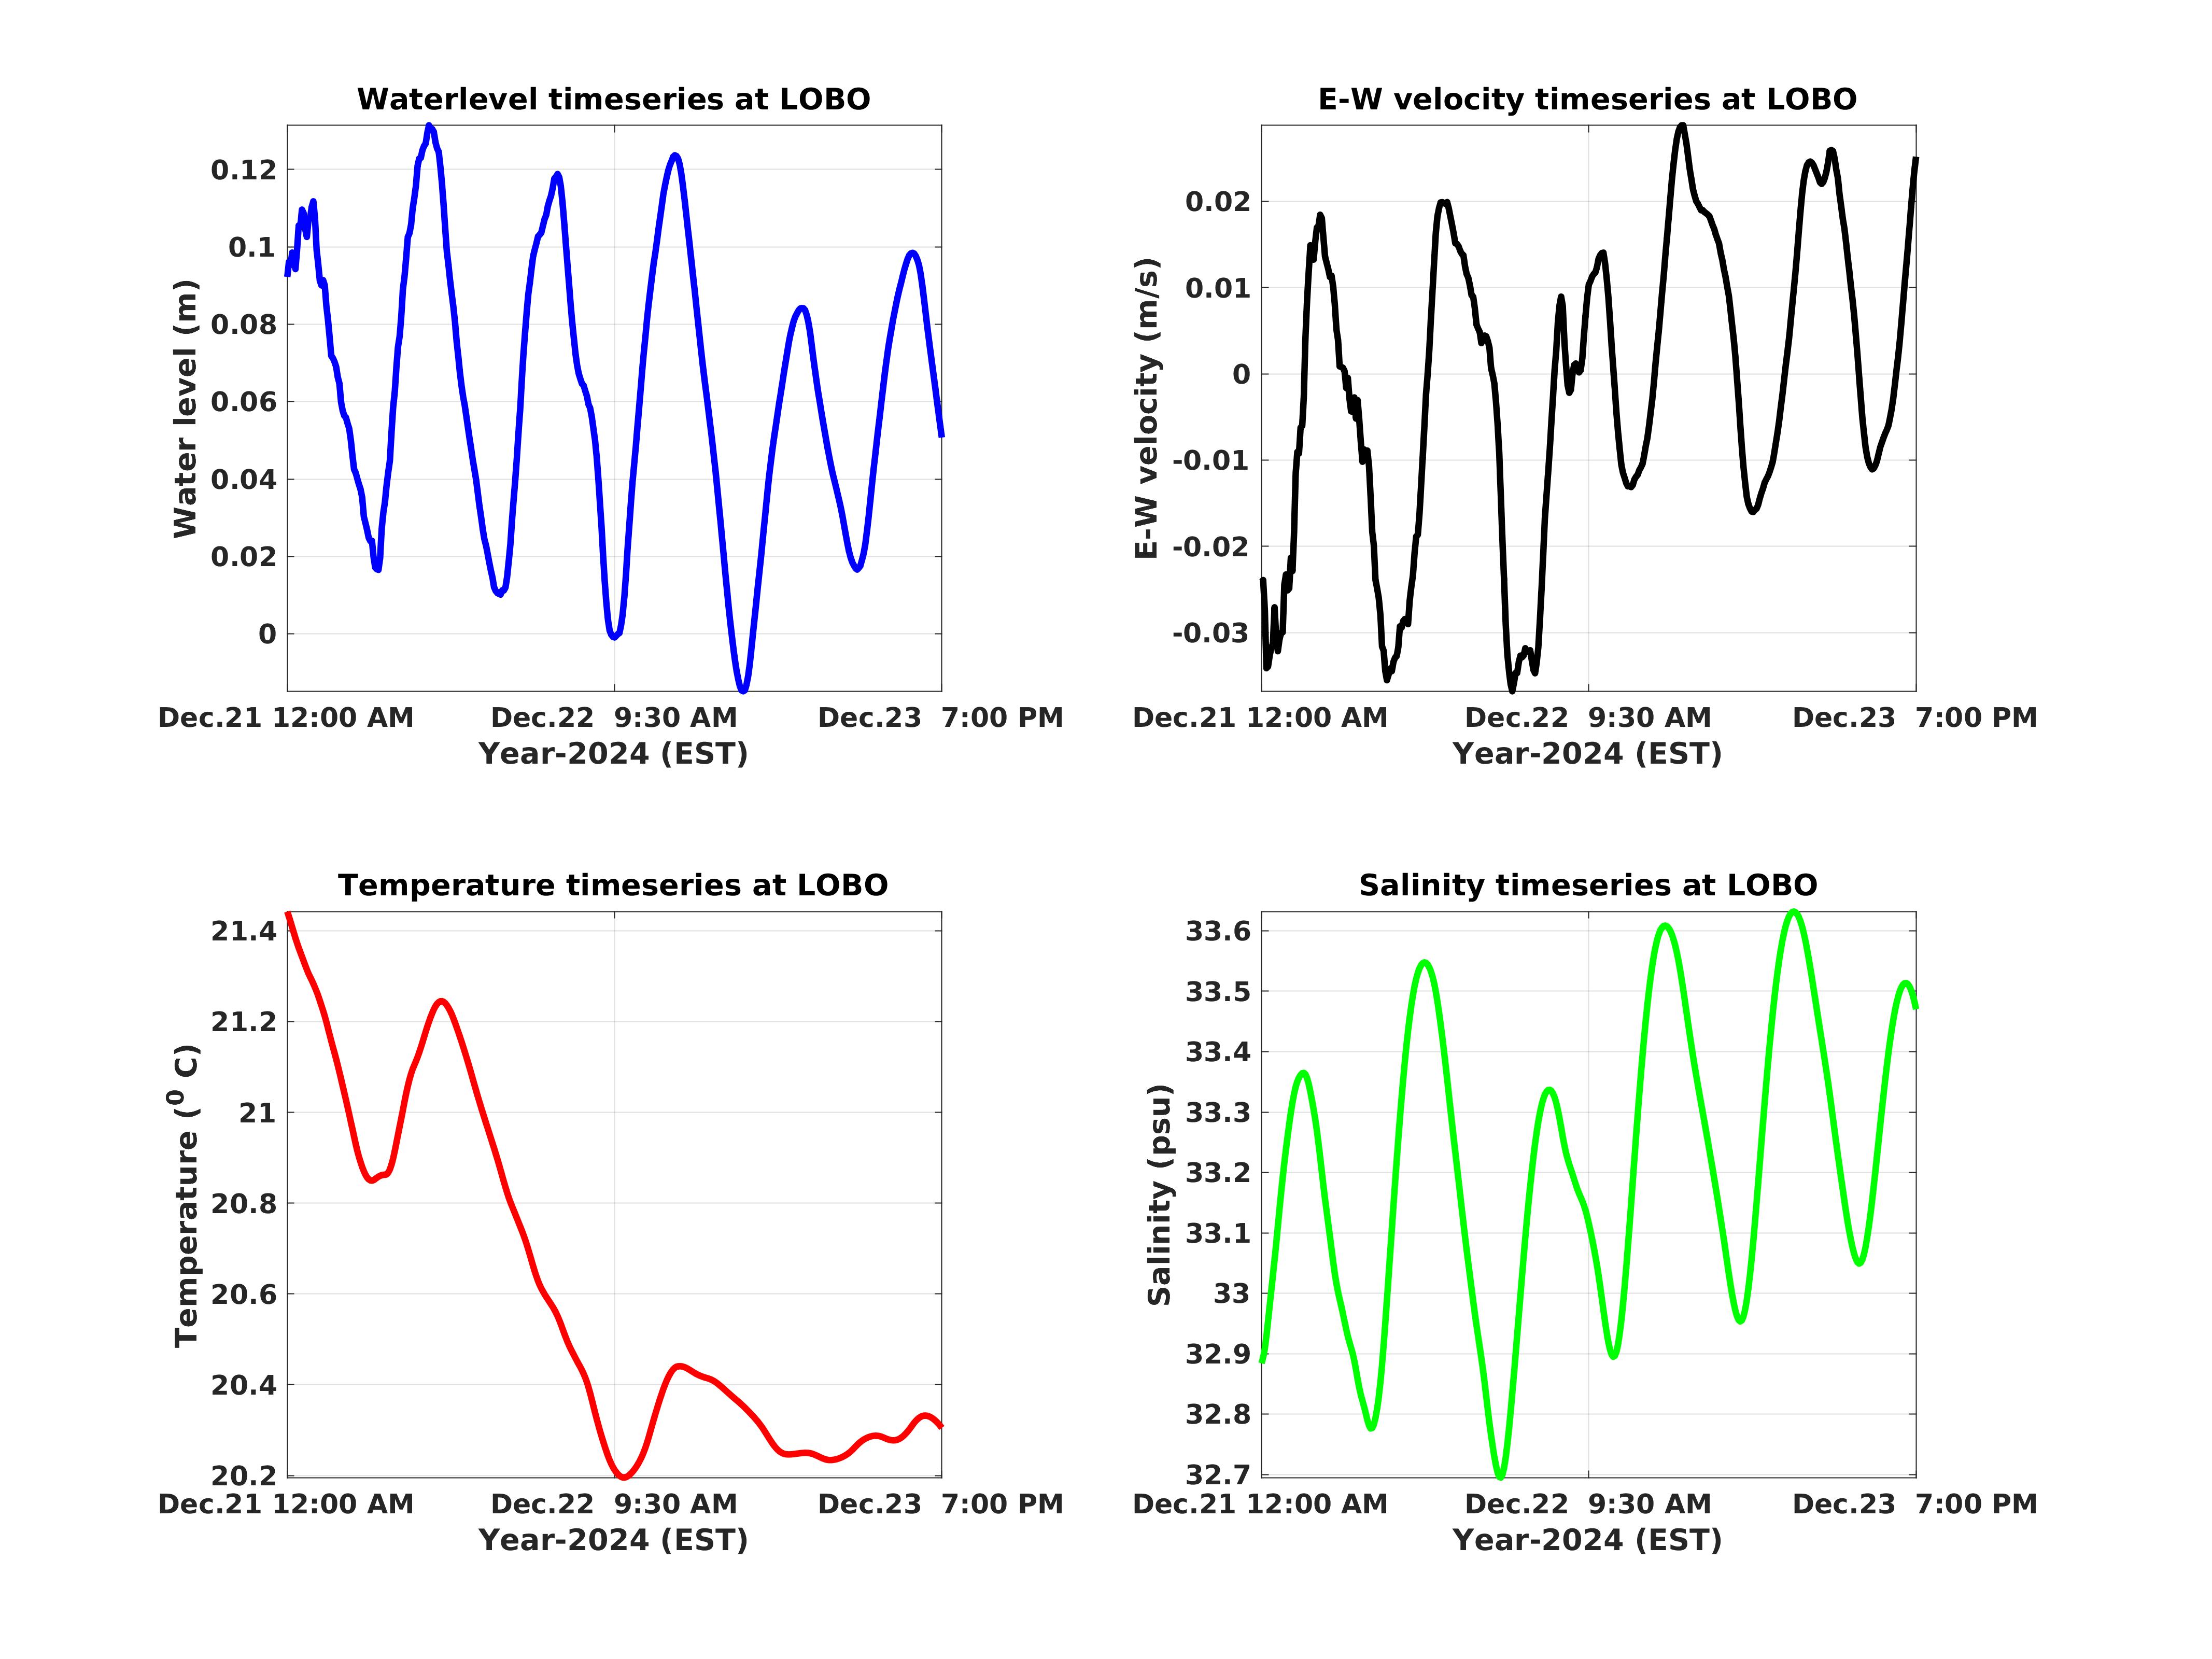 Waterlevel timeseries at LOBO
0.12
0.1
0.08
0.06
0.04
0.02
0
Water level (m)
Dec.21 12:00 AM Dec.22  9:30 AM Dec.23  7:00 PM
Year-2024 (EST)
E-W velocity timeseries at LOBO
0.02
0.01
0
-0.01
-0.02
-0.03
E-W velocity (m/s)
Dec.21 12:00 AM Dec.22  9:30 AM Dec.23  7:00 PM
Year-2024 (EST)
Temperature timeseries at LOBO
21.4
21.2
21
20.8
20.6
20.4
20.2
Temperature (⁰ C)
Dec.21 12:00 AM Dec.22  9:30 AM Dec.23  7:00 PM
Year-2024 (EST)
Salinity timeseries at LOBO
33.6
33.5
33.4
33.3
33.2
33.1
33
32.9
32.8
32.7
Salinity (psu)
Dec.21 12:00 AM Dec.22  9:30 AM Dec.23  7:00 PM
Year-2024 (EST)